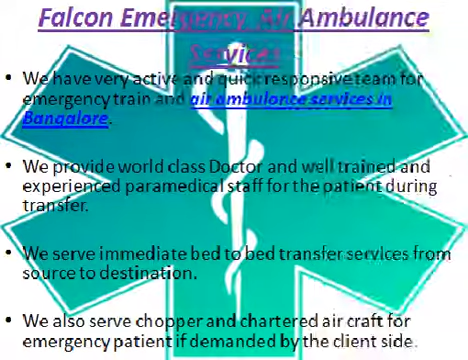 Falcon Emergency Air Ambulance
Services
• We have very active and quick responsive team for
emergency train and air ambulance services in
Bangalore.
• We provide world class Doctor and well trained and
experienced paramedical staff for the patient during
transfer.
• We serve immediate bed to bed transfer services from
source to destination.
• We also serve chopper and chartered air craft for
emergency patient if demanded by the client side.